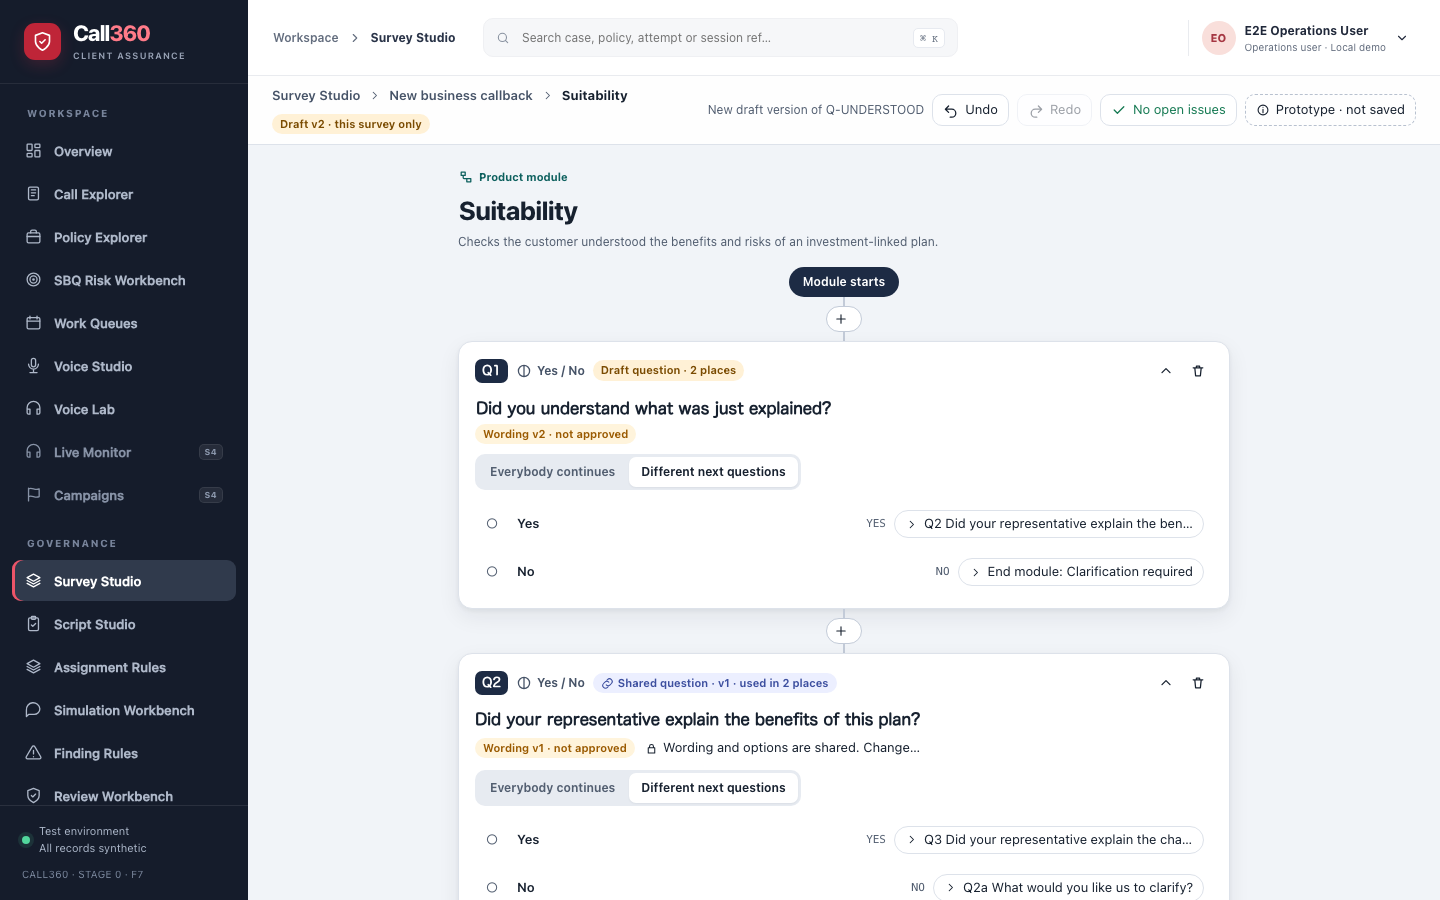 Call360
CLIENT ASSURANCE
WORKSPACE
Overview
Call Explorer
Policy Explorer
SBQ Risk Workbench
Work Queues
Voice Studio
Voice Lab
Live Monitor S4
Campaigns S4
GOVERNANCE
Survey Studio
Script Studio
Assignment Rules
Simulation Workbench
Finding Rules
Review Workbench
Test environment
All records synthetic
CALL360 · STAGE 0 · F7
Workspace > Survey Studio
Search case, policy, attempt or session ref...
⌘ K
EO
E2E Operations User
Operations user · Local demo
Survey Studio > New business callback > Suitability
Draft v2 · this survey only
New draft version of Q-UNDERSTOOD
Undo
Redo
No open issues
Prototype · not saved
Product module
Suitability
Checks the customer understood the benefits and risks of an investment-linked plan.
Module starts
+
Q1 Yes / No Draft question · 2 places
Did you understand what was just explained?
Wording v2 · not approved
Everybody continues Different next questions
Yes YES > Q2 Did your representative explain the ben...
No NO > End module: Clarification required
+
Q2 Yes / No Shared question · v1 · used in 2 places
Did your representative explain the benefits of this plan?
Wording v1 · not approved Wording and options are shared. Change...
Everybody continues Different next questions
Yes YES > Q3 Did your representative explain the cha...
No NO > Q2a What would you like us to clarify?